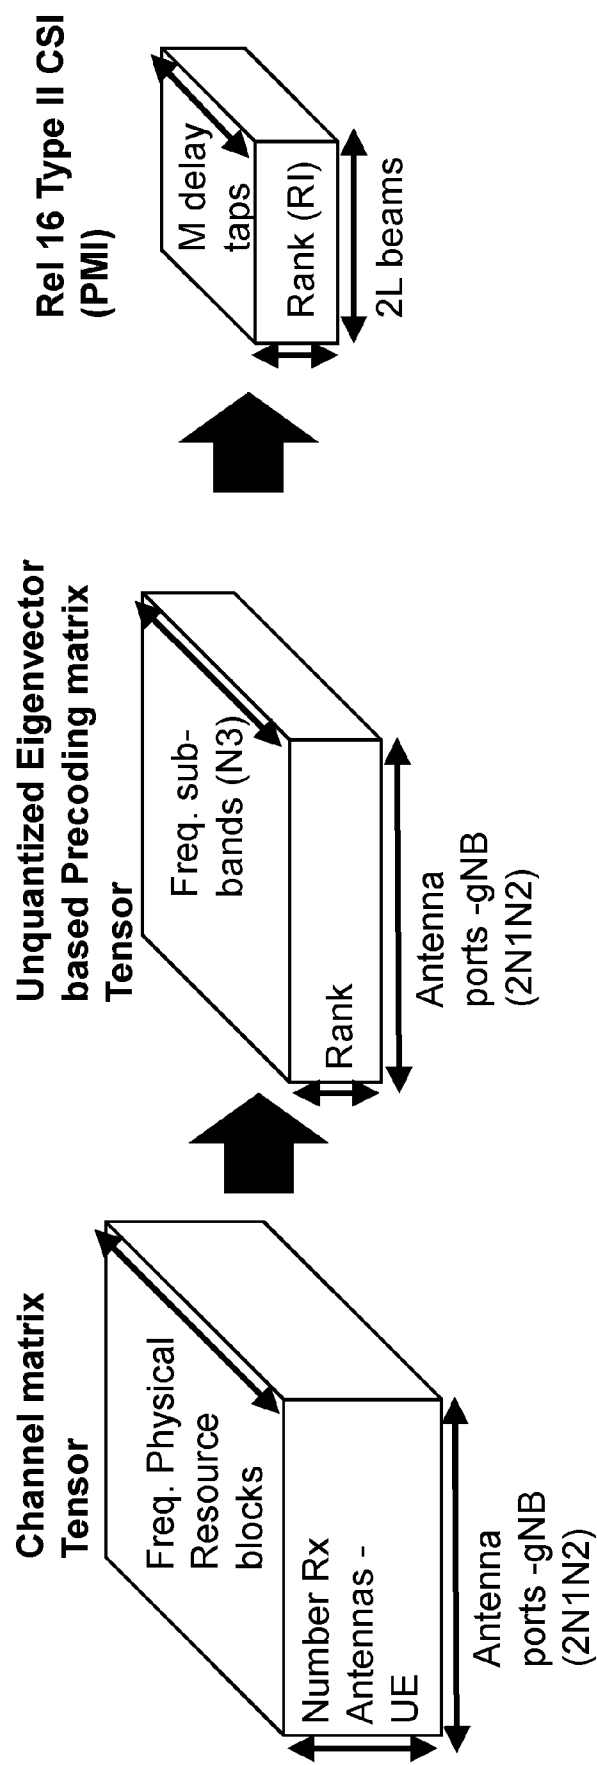 Channel matrix
Tensor
Freq. Physical
Resource
blocks
Number Rx
Antennas -
UE
Antenna
ports -gNB
(2N1N2)
Unquantized Eigenvector
based Precoding matrix
Tensor
Freq. sub-
bands (N3)
Rank
Antenna
ports -gNB
(2N1N2)
Rel 16 Type II CSI
(PMI)
M delay
taps
Rank (RI)
2L beams